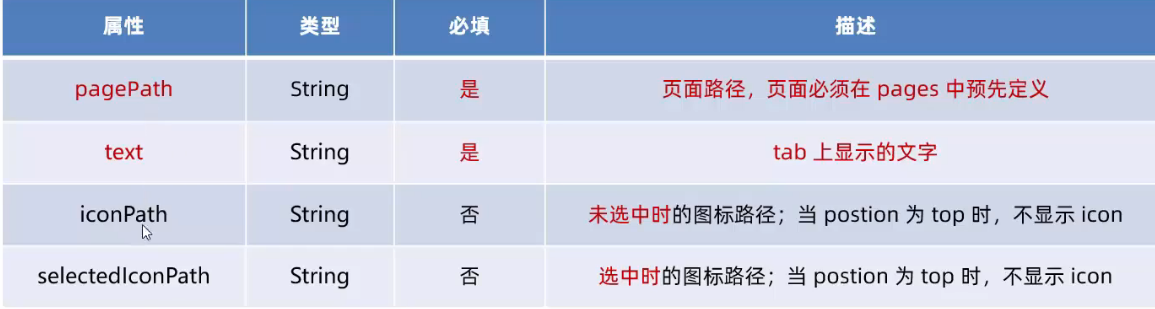 属性 类型 必填 描述
pagePath String 是 页面路径，页面必须在 pages 中预先定义
text String 是 tab 上显示的文字
iconPath String 否 未选中时的图标路径；当 postion 为 top 时，不显示 icon
selectedIconPath String 否 选中时的图标路径；当 postion 为 top 时，不显示 icon